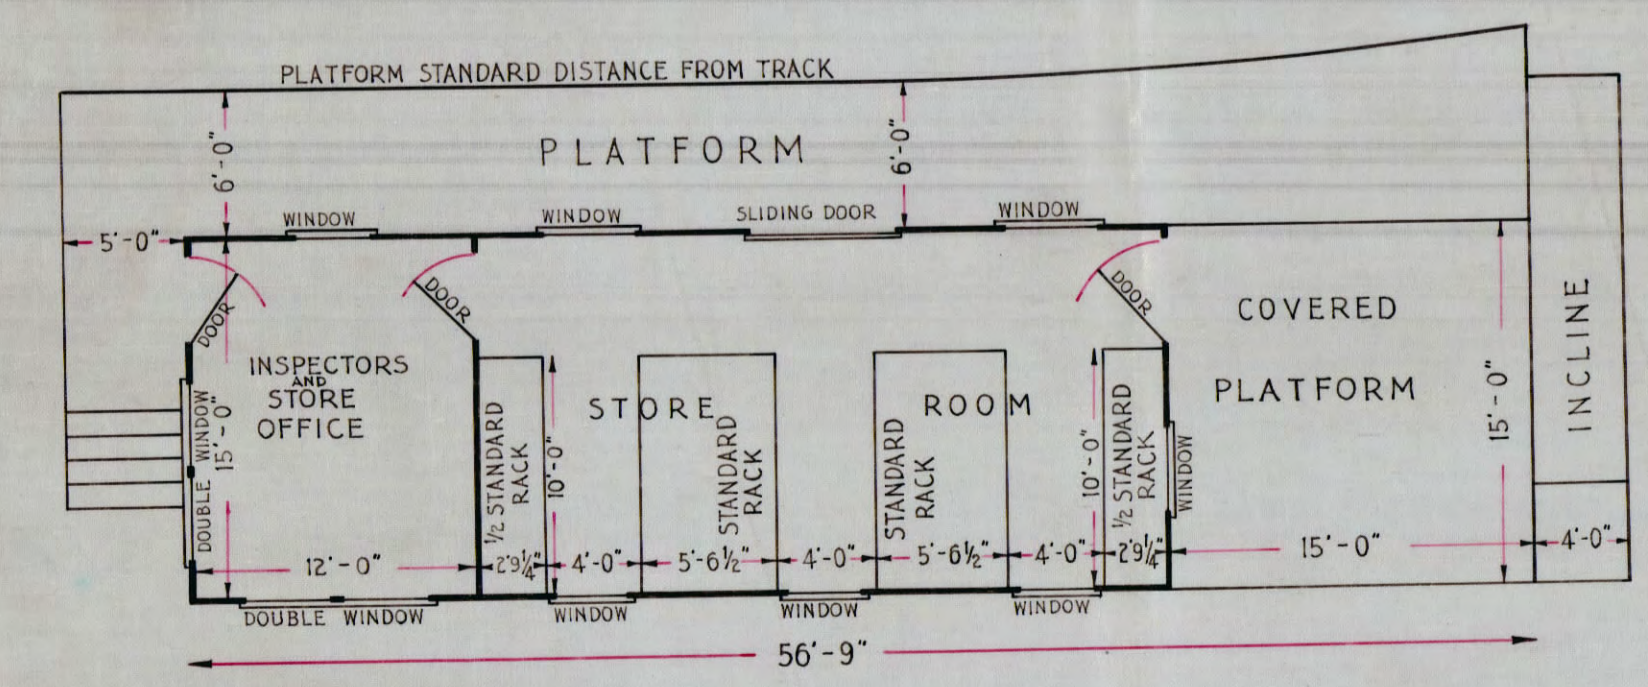 PLATFORM STANDARD DISTANCE FROM TRACK
6'-0"
PLATFORM
6'-0"
5'-0"
WINDOW
WINDOW
SLIDING DOOR
WINDOW
DOOR
DOOR
DOOR
INSPECTORS
AND
STORE
OFFICE
15'-0"
DOUBLE WINDOW
12'-0"
DOUBLE WINDOW
STORE ROOM
1/2 STANDARD
RACK
10'-0"
STANDARD
RACK
STANDARD
RACK
10'-0"
1/2 STANDARD
RACK
2'9 1/4"
4'-0"
5'-6 1/2"
4'-0"
5'-6 1/2"
4'-0"
2'9 1/4"
WINDOW
WINDOW
WINDOW
WINDOW
COVERED
PLATFORM
15'-0"
15'-0"
INCLINE
4'-0"
56'-9"